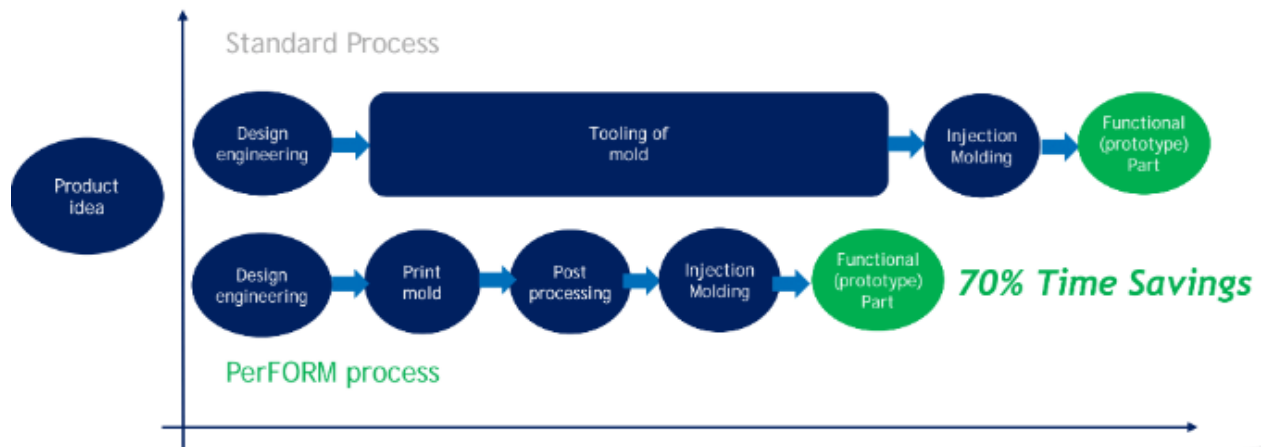 Standard Process
Design
engineering
Tooling of
mold
Injection
Molding
Functional
(prototype)
Part
Product
idea
Design
engineering
Print
mold
Post
processing
Injection
Molding
Functional
(prototype)
Part
70% Time Savings
PerFORM process